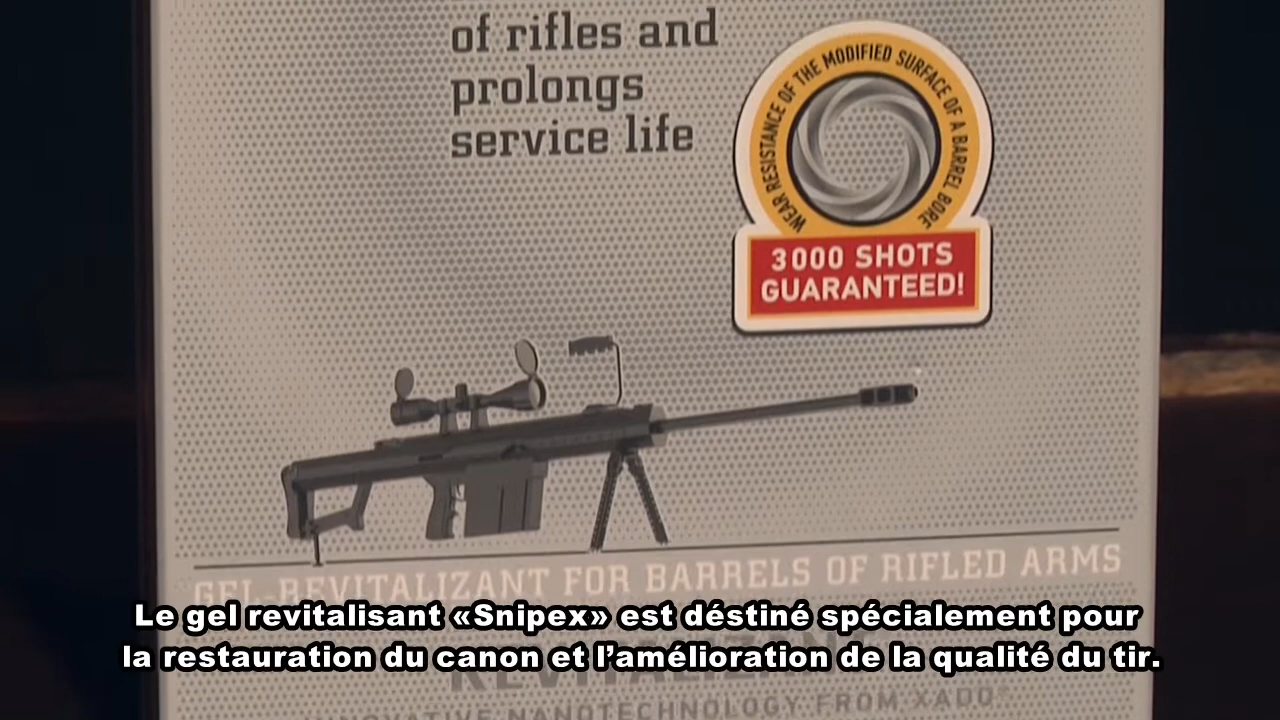 of rifles and
prolongs
service life
WEAR RESISTANCE OF THE MODIFIED SURFACE OF A BARREL BORE
3000 SHOTS
GUARANTEED!
GEL-REVITALIZANT FOR BARRELS OF RIFLED ARMS
Le gel revitalisant «Snipex» est déstiné spécialement pour
la restauration du canon et l’amélioration de la qualité du tir.
REVITALIZANT
INNOVATIVE NANOTECHNOLOGY FROM XADO®